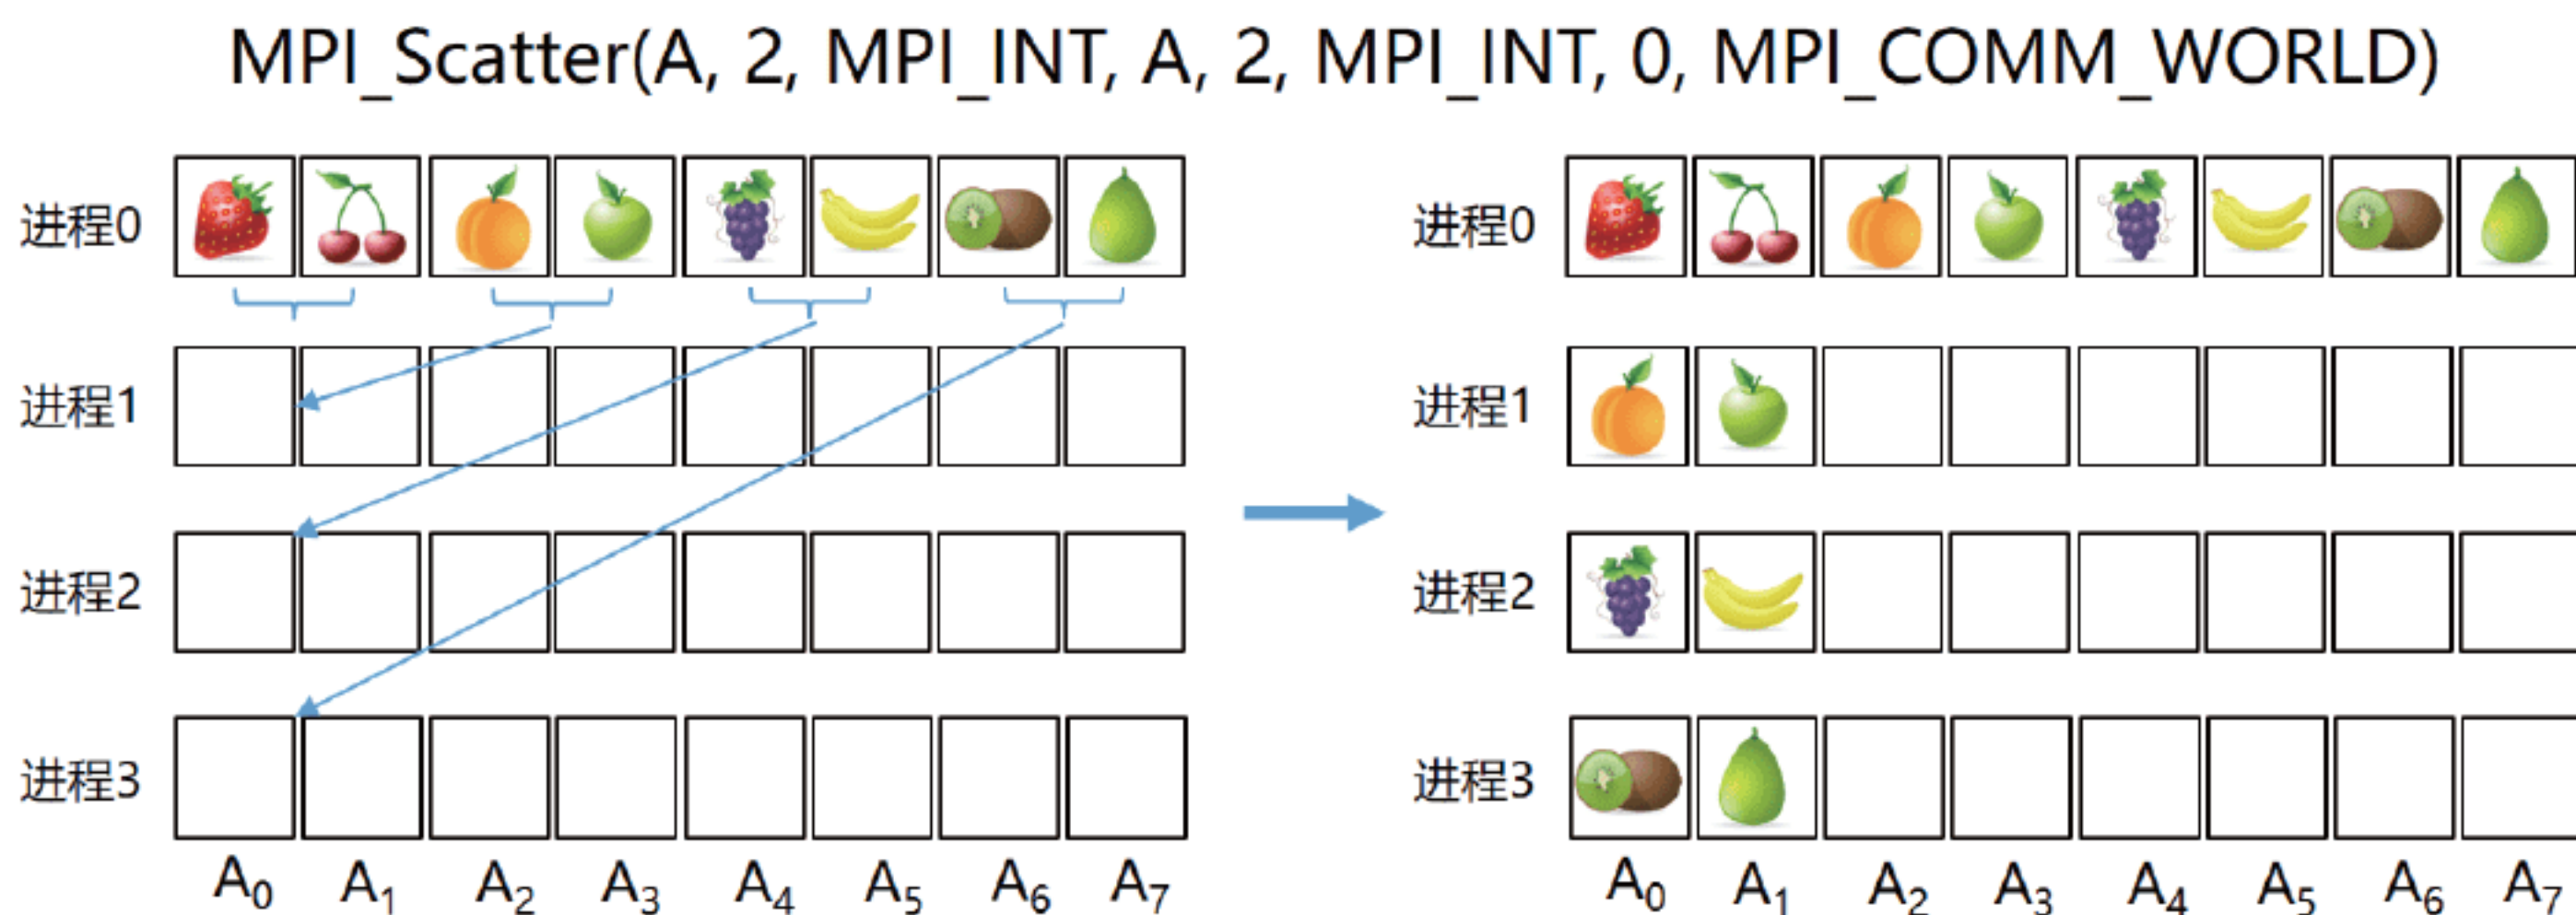 MPI_Scatter(A, 2, MPI_INT, A, 2, MPI_INT, 0, MPI_COMM_WORLD)
进程0
进程1
进程2
进程3
A0 A1 A2 A3 A4 A5 A6 A7
进程0
进程1
进程2
进程3
A0 A1 A2 A3 A4 A5 A6 A7